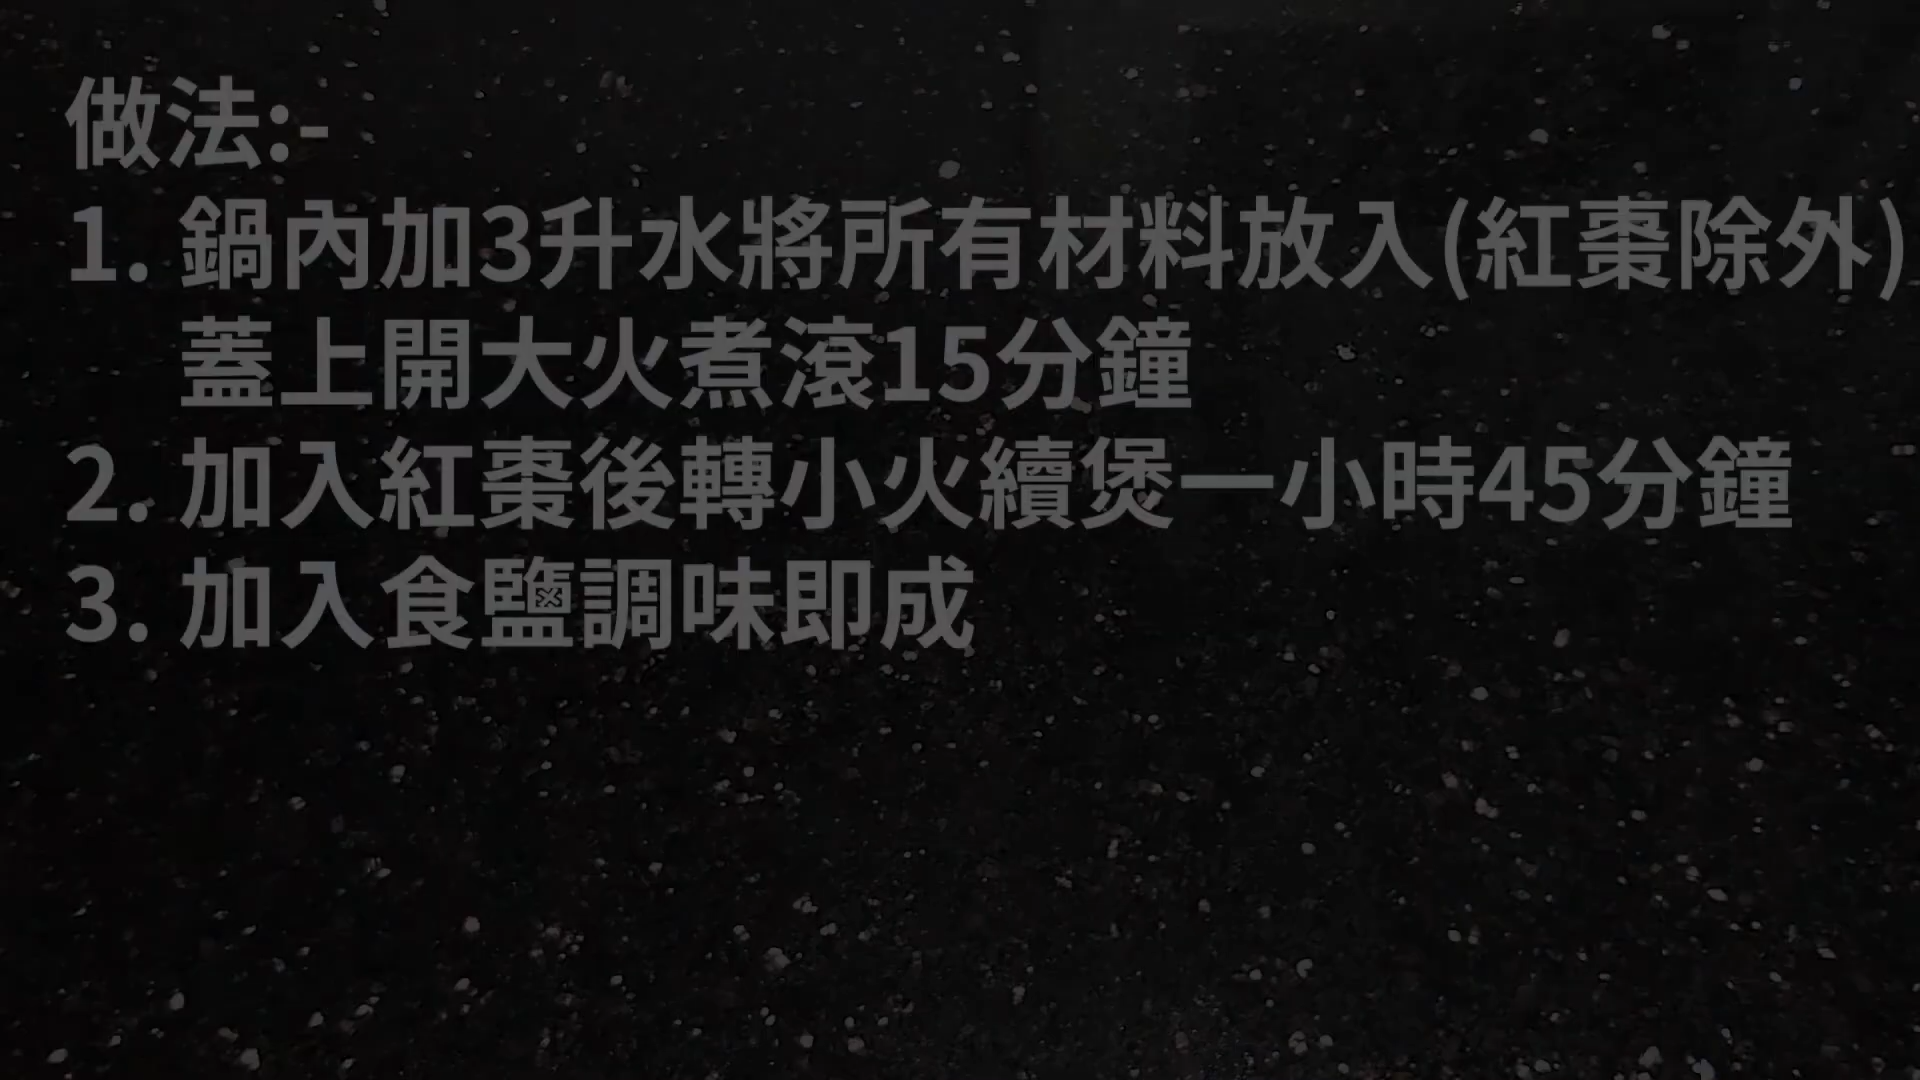 做法:-
1. 鍋內加3升水將所有材料放入(紅棗除外)
蓋上開大火煮滾15分鐘
2. 加入紅棗後轉小火續煲一小時45分鐘
3. 加入食鹽調味即成